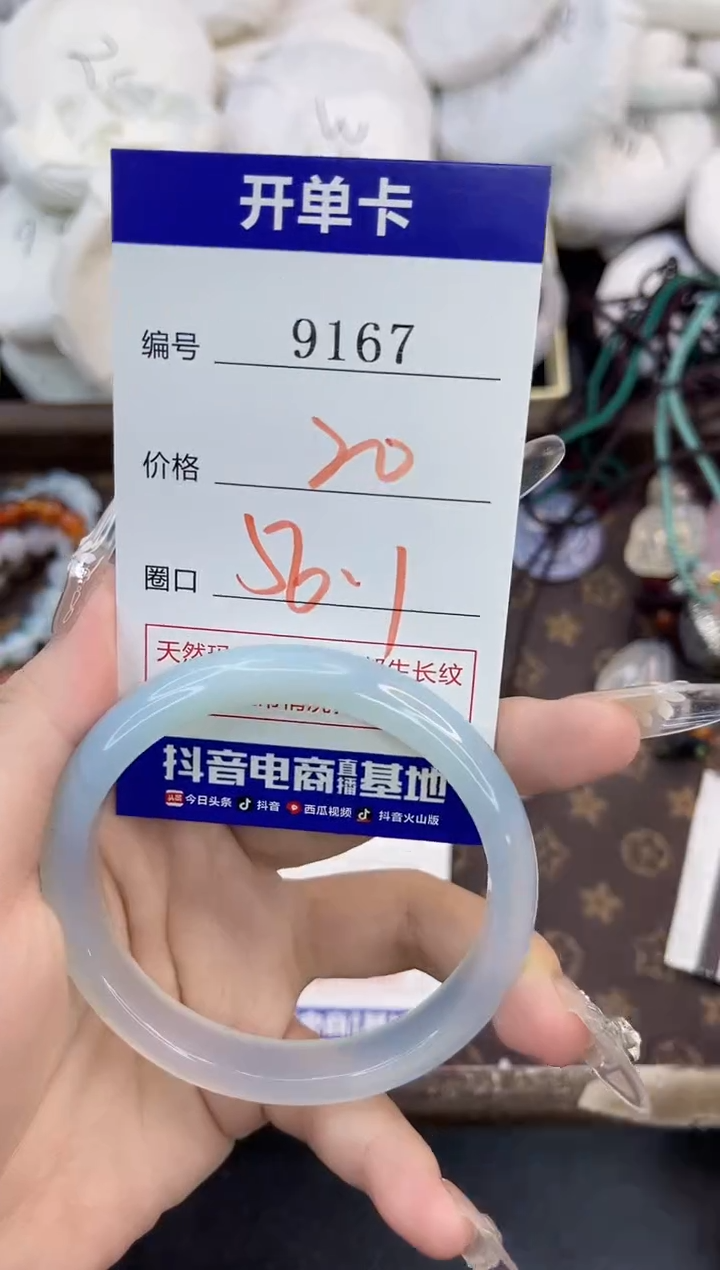 开单卡
编号 9167
价格 20
圈口 56.1
天然 生长纹
抖音电商直播基地
今日头条 抖音 西瓜视频 抖音火山版